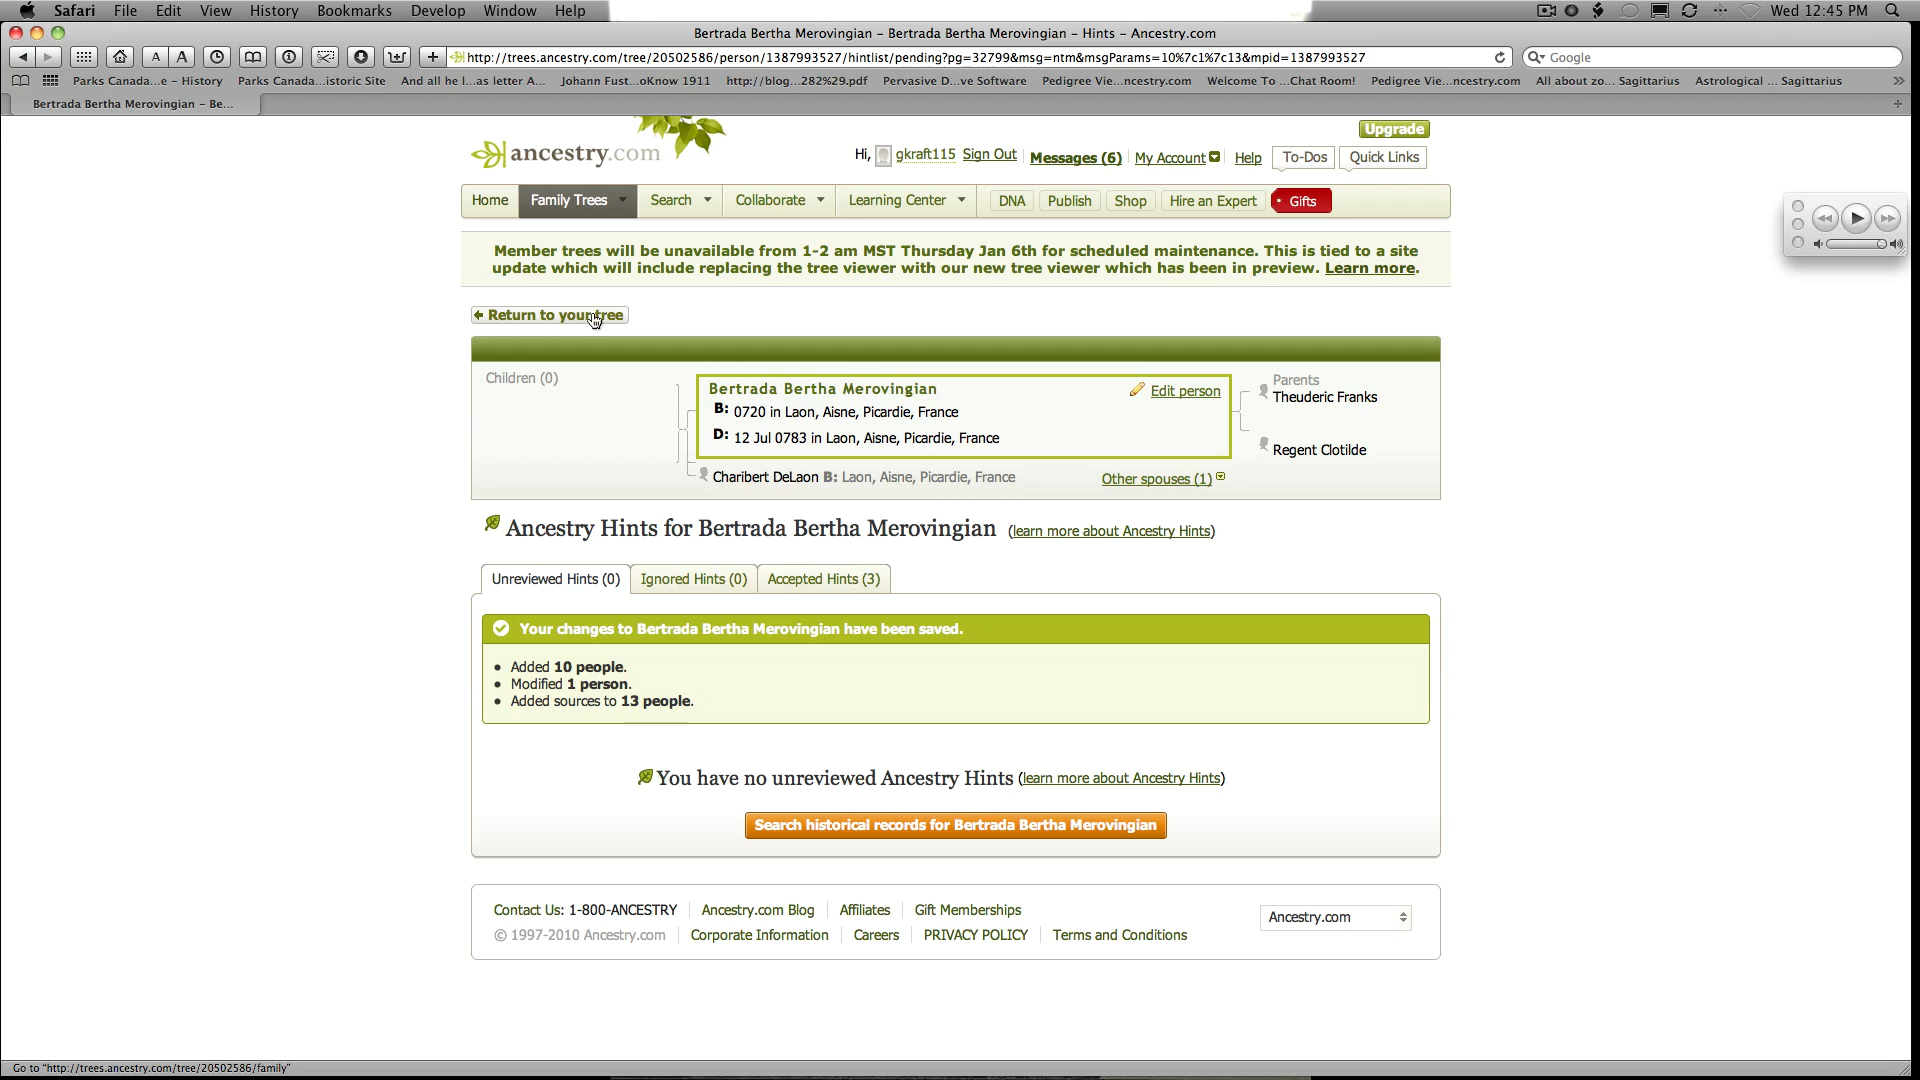 Safari File Edit View History Bookmarks Develop Window Help Wed 12:45 PM
Bertrada Bertha Merovingian – Bertrada Bertha Merovingian – Hints – Ancestry.com
A A http://trees.ancestry.com/tree/20502586/person/1387993527/hintlist/pending?pg=32799&msg=ntm&msgParams=10%7c1%7c13&mpid=1387993527 Google
Parks Canada...e – History Parks Canada...istoric Site And all he l...as letter A... Johann Fust...oKnow 1911 http://blog...282%29.pdf Pervasive D...ve Software Pedigree Vie...ncestry.com Welcome To ...Chat Room! Pedigree Vie...ncestry.com All about zo... Sagittarius Astrological ... Sagittarius
Bertrada Bertha Merovingian – Be...
Upgrade
ancestry.com Hi, gkraft115 Sign Out Messages (6) My Account Help To-Dos Quick Links
Home Family Trees Search Collaborate Learning Center DNA Publish Shop Hire an Expert Gifts
Member trees will be unavailable from 1-2 am MST Thursday Jan 6th for scheduled maintenance. This is tied to a site
update which will include replacing the tree viewer with our new tree viewer which has been in preview. Learn more.
Return to your tree
Children (0)
Bertrada Bertha Merovingian Edit person
B: 0720 in Laon, Aisne, Picardie, France
D: 12 Jul 0783 in Laon, Aisne, Picardie, France
Charibert DeLaon B: Laon, Aisne, Picardie, France Other spouses (1)
Parents
Theuderic Franks
Regent Clotilde
Ancestry Hints for Bertrada Bertha Merovingian (learn more about Ancestry Hints)
Unreviewed Hints (0) Ignored Hints (0) Accepted Hints (3)
Your changes to Bertrada Bertha Merovingian have been saved.
Added 10 people.
Modified 1 person.
Added sources to 13 people.
You have no unreviewed Ancestry Hints (learn more about Ancestry Hints)
Search historical records for Bertrada Bertha Merovingian
Contact Us: 1-800-ANCESTRY Ancestry.com Blog Affiliates Gift Memberships
Ancestry.com
© 1997-2010 Ancestry.com Corporate Information Careers PRIVACY POLICY Terms and Conditions
Go to "http://trees.ancestry.com/tree/20502586/family"